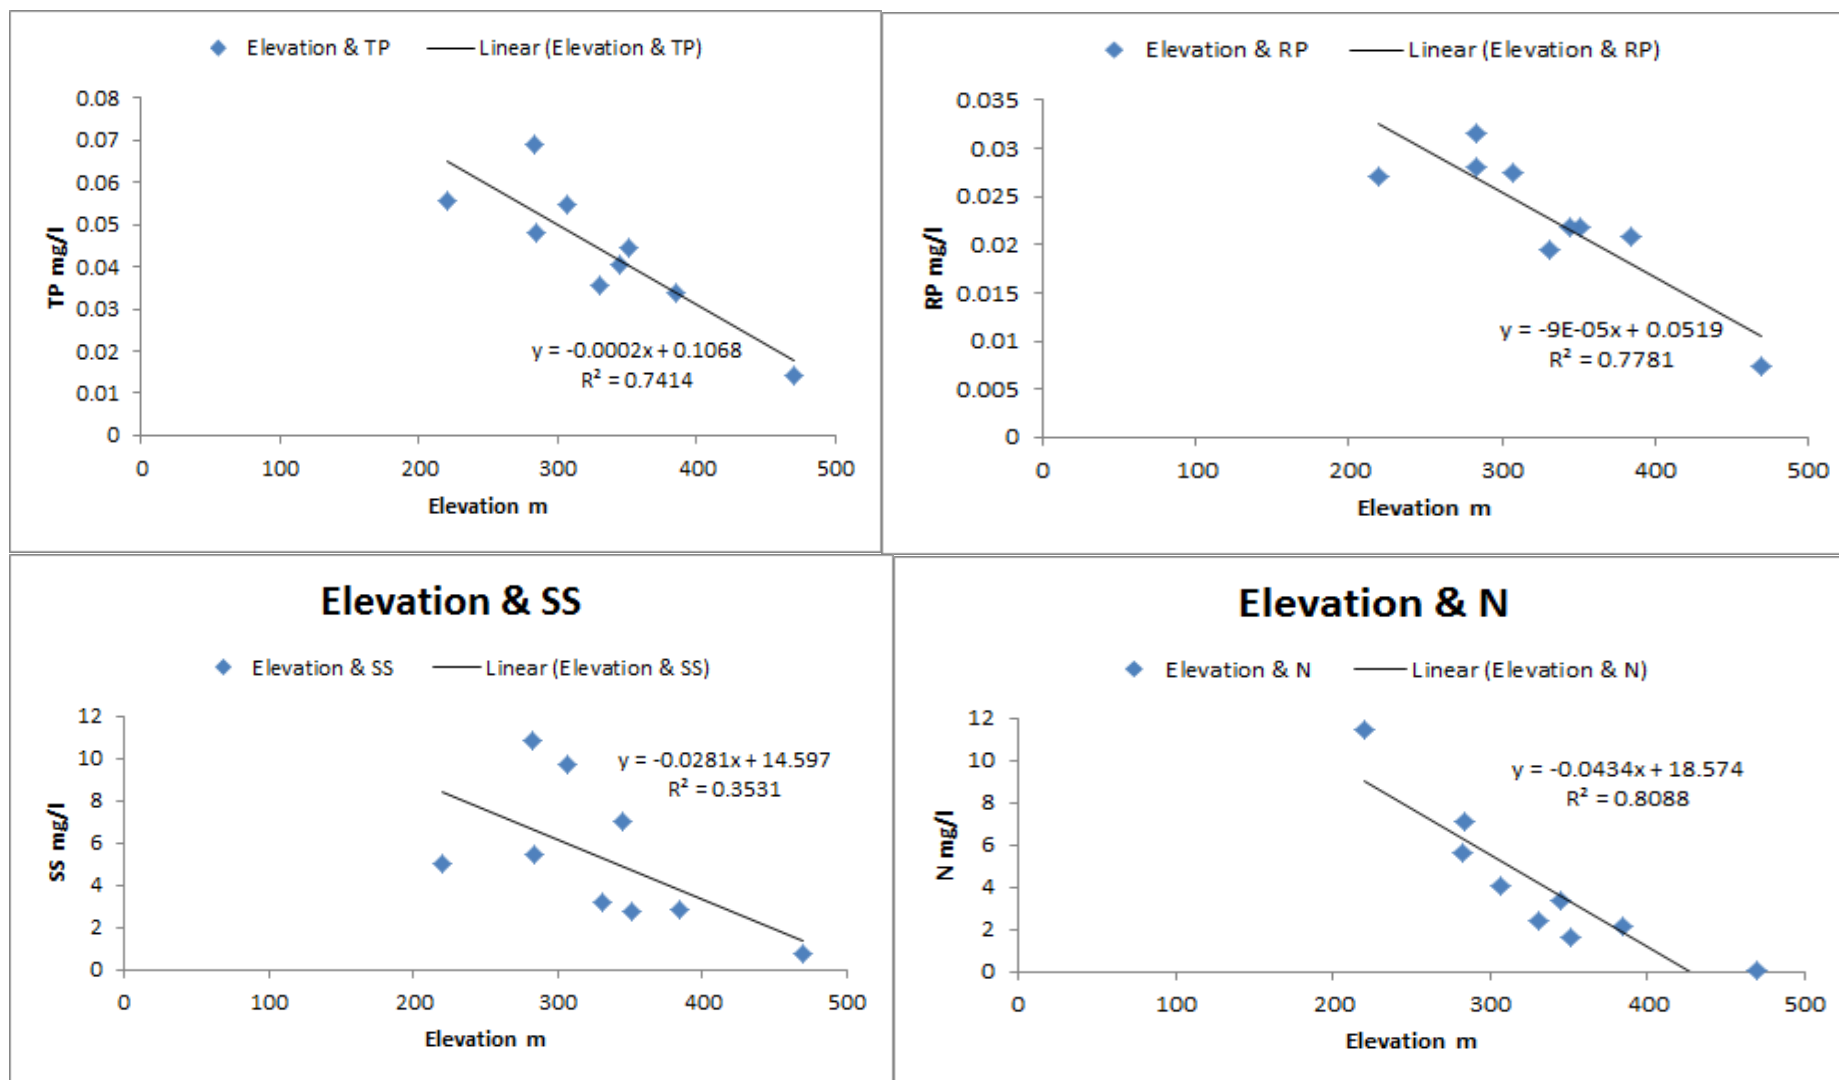 Elevation & TP Linear (Elevation & TP)
0.08
0.07
0.06
0.05
0.04
0.03
0.02
0.01
0
TP mg/l
y = -0.0002x + 0.1068
R² = 0.7414
0 100 200 300 400 500
Elevation m
Elevation & RP Linear (Elevation & RP)
0.035
0.03
0.025
0.02
0.015
0.01
0.005
0
RP mg/l
y = -9E-05x + 0.0519
R² = 0.7781
0 100 200 300 400 500
Elevation m
Elevation & SS
Elevation & SS Linear (Elevation & SS)
12
10
8
6
4
2
0
SS mg/l
y = -0.0281x + 14.597
R² = 0.3531
0 100 200 300 400 500
Elevation m
Elevation & N
Elevation & N Linear (Elevation & N)
12
10
8
6
4
2
0
N mg/l
y = -0.0434x + 18.574
R² = 0.8088
0 100 200 300 400 500
Elevation m